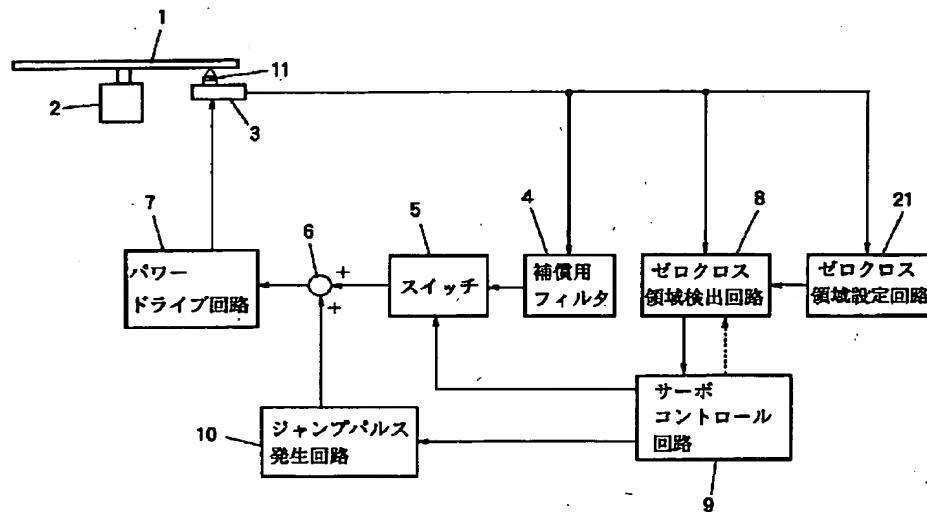 1
11
2
3
7
6
5
4
8
21
パワー
ドライブ回路
+
+
スイッチ
補償用
フィルタ
ゼロクロス
領域検出回路
ゼロクロス
領域設定回路
10
ジャンプパルス
発生回路
サーボ
コントロール
回路
9